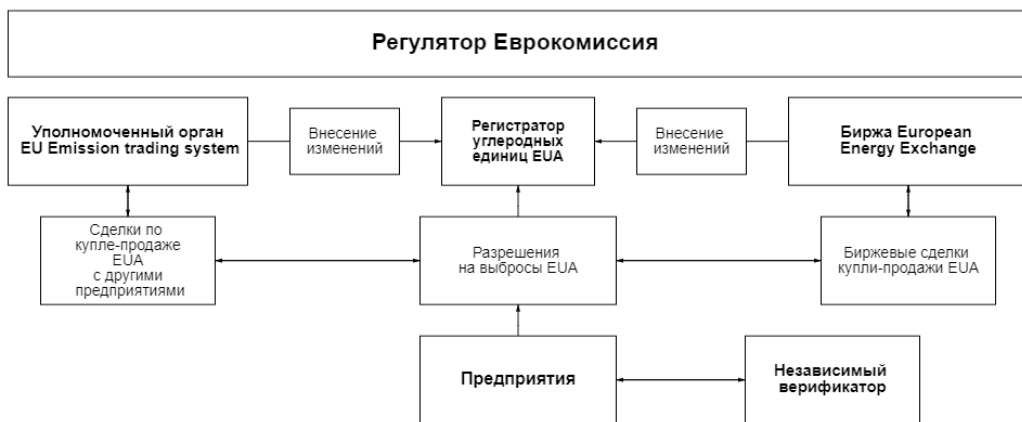 Регулятор Еврокомиссия
Уполномоченный орган
EU Emission trading system
Внесение
изменений
Регистратор
углеродных
единиц EUA
Внесение
изменений
Биржа European
Energy Exchange
Сделки по
купле-продаже
EUA
с другими
предприятиями
Разрешения
на выбросы EUA
Биржевые сделки
купли-продажи EUA
Предприятия
Независимый
верификатор